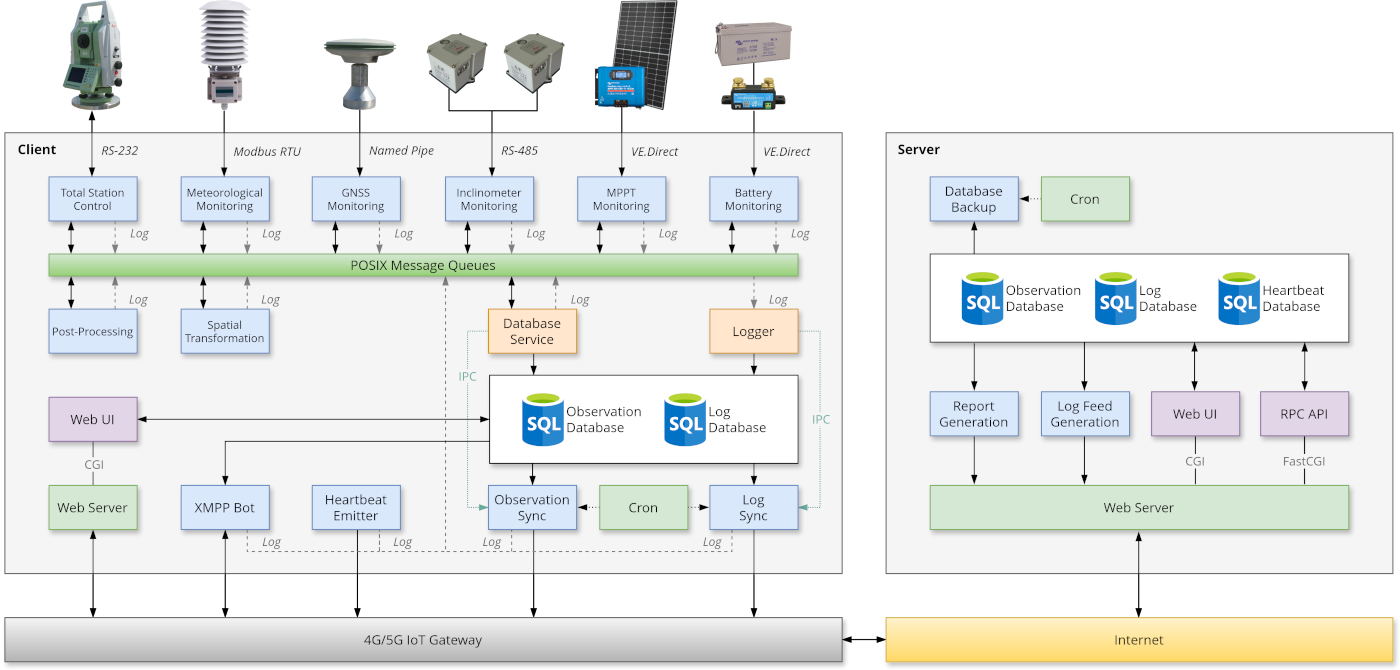 Client
RS-232
Modbus RTU
Named Pipe
RS-485
VE.Direct
VE.Direct
Total Station
Control
Meteorological
Monitoring
GNSS
Monitoring
Inclinometer
Monitoring
MPPT
Monitoring
Battery
Monitoring
Log
Log
Log
Log
Log
Log
POSIX Message Queues
Log
Log
Log
Log
Post-Processing
Spatial
Transformation
Database
Service
Logger
IPC
IPC
Web UI
SQL
Observation
Database
SQL
Log
Database
CGI
Web Server
XMPP Bot
Heartbeat
Emitter
Observation
Sync
Cron
Log
Sync
Log
Log
Log
Log
4G/5G IoT Gateway
Server
Database
Backup
Cron
SQL
Observation
Database
SQL
Log
Database
SQL
Heartbeat
Database
Report
Generation
Log Feed
Generation
Web UI
RPC API
CGI
FastCGI
Web Server
Internet